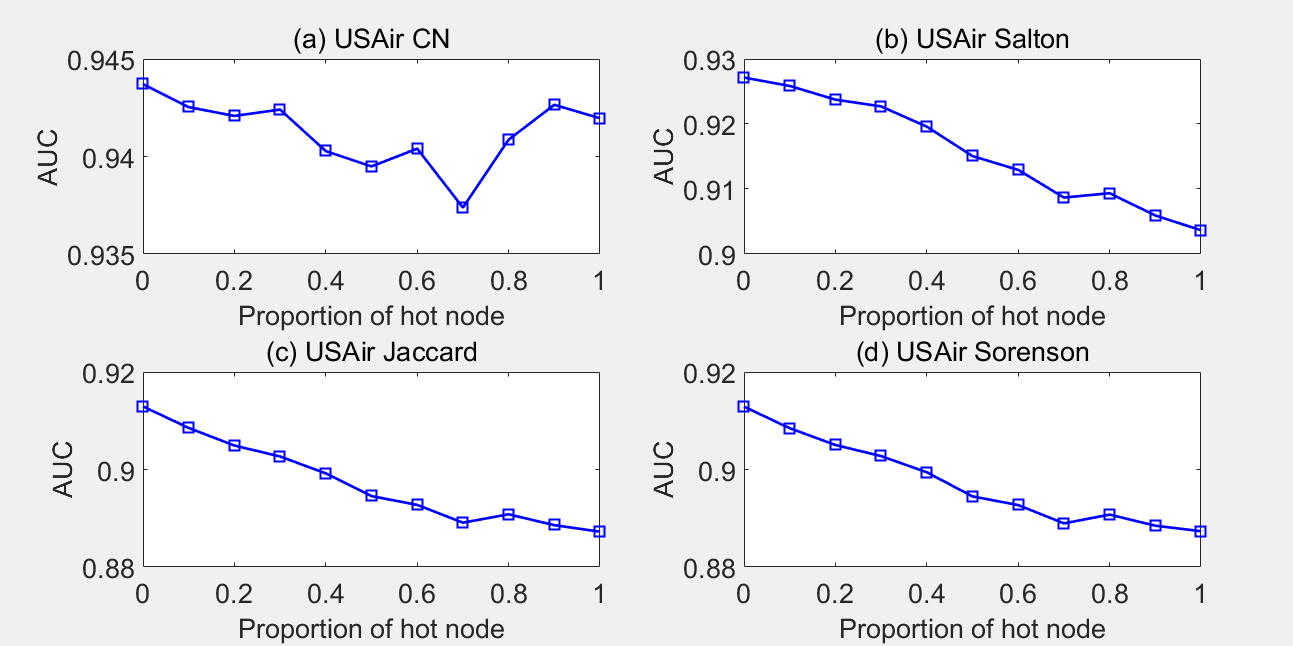 (a) USAir CN
0.945
0.94
0.935
AUC
0 0.2 0.4 0.6 0.8 1
Proportion of hot node
(b) USAir Salton
0.93
0.92
0.91
0.9
AUC
0 0.2 0.4 0.6 0.8 1
Proportion of hot node
(c) USAir Jaccard
0.92
0.9
0.88
AUC
0 0.2 0.4 0.6 0.8 1
Proportion of hot node
(d) USAir Sorenson
0.92
0.9
0.88
AUC
0 0.2 0.4 0.6 0.8 1
Proportion of hot node